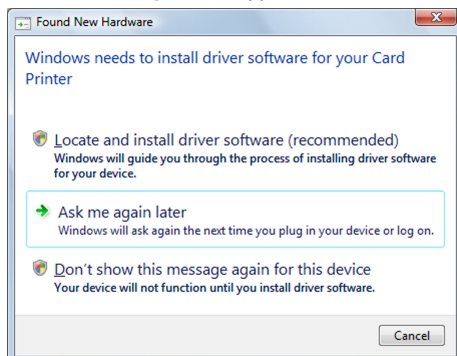 Found New Hardware
Windows needs to install driver software for your Card
Printer
Locate and install driver software (recommended)
Windows will guide you through the process of installing driver software
for your device.
Ask me again later
Windows will ask again the next time you plug in your device or log on.
Don't show this message again for this device
Your device will not function until you install driver software.
Cancel